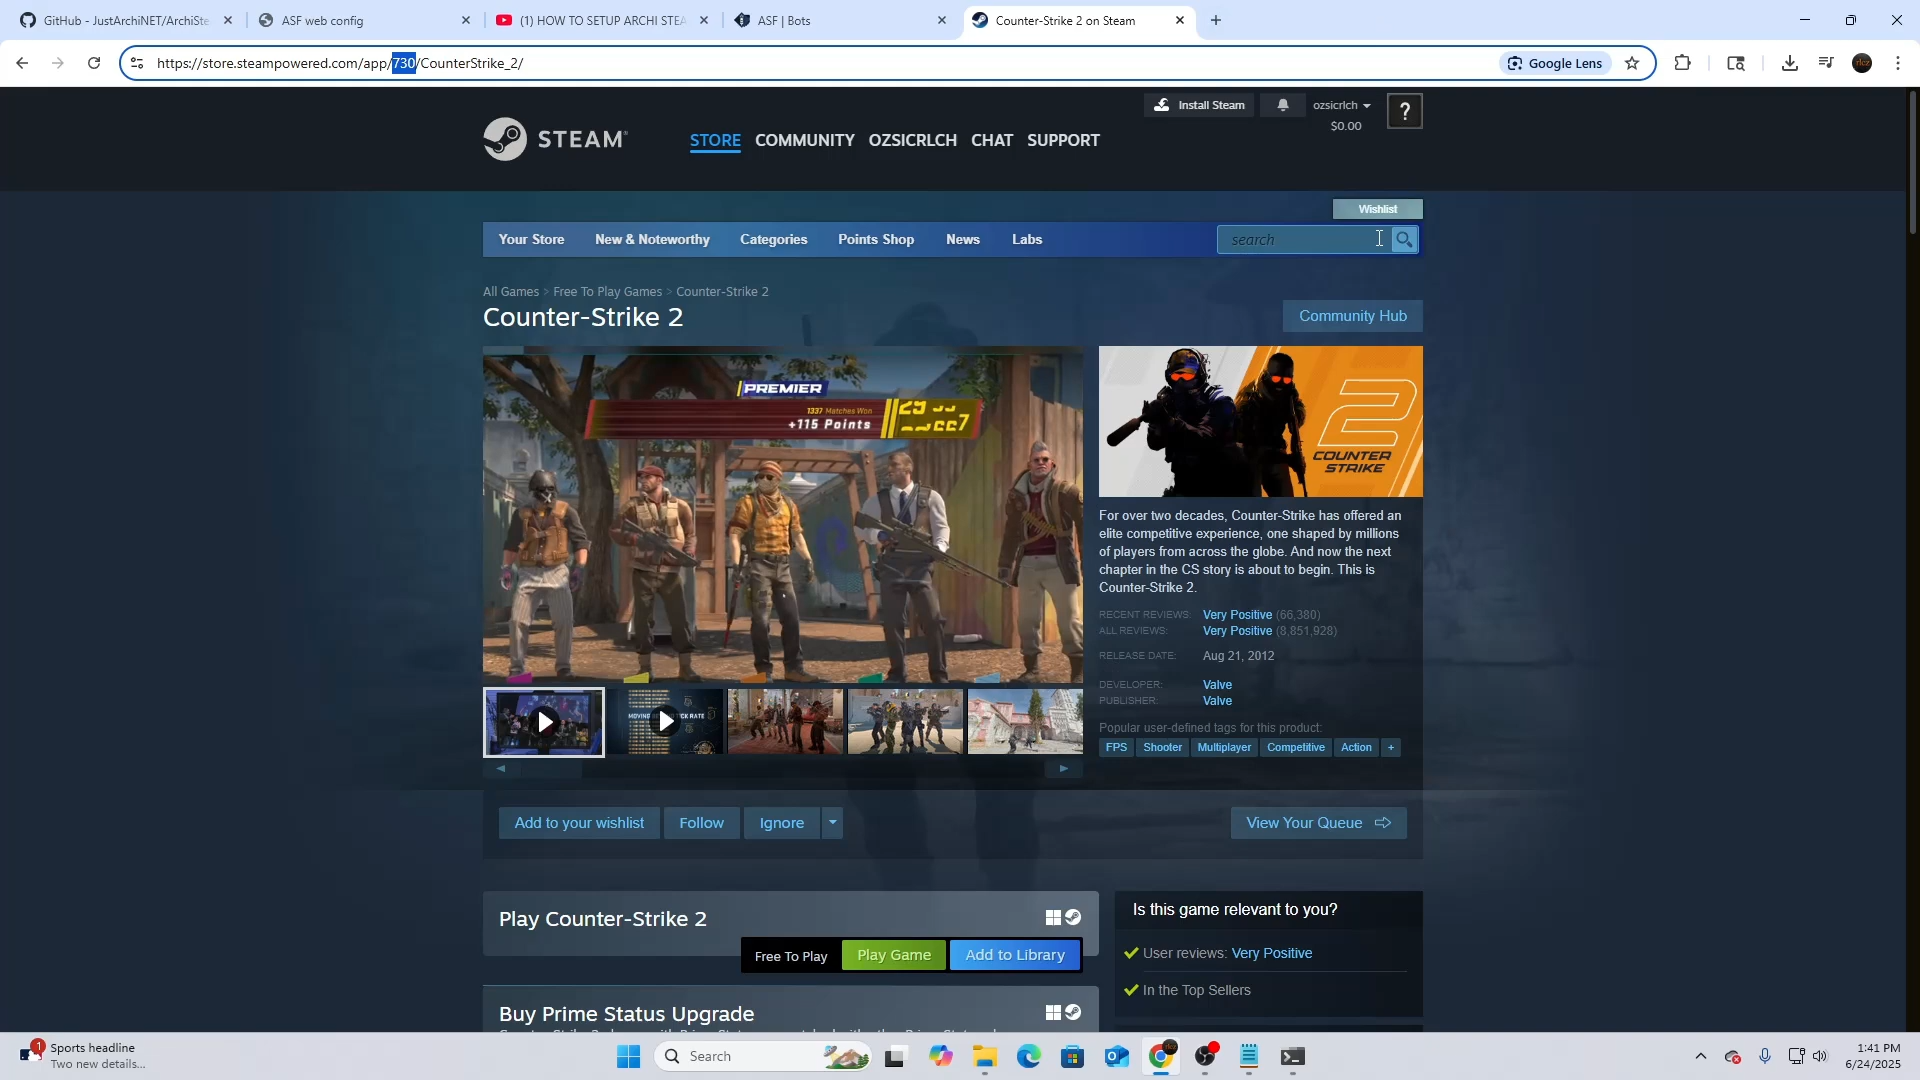 GitHub - JustArchiNET/ArchiSte
ASF web config
(1) HOW TO SETUP ARCHI STEA
ASF | Bots
Counter-Strike 2 on Steam
https://store.steampowered.com/app/730/CounterStrike_2/
Google Lens
rlcz
Install Steam
ozsicrlch
$0.00
?
STEAM
STORE
COMMUNITY
OZSICRLCH
CHAT
SUPPORT
Wishlist
Your Store
New & Noteworthy
Categories
Points Shop
News
Labs
search
All Games > Free To Play Games > Counter-Strike 2
Counter-Strike 2
Community Hub
PREMIER
1337 Matches Won
+115 Points
2
COUNTER
STRIKE
For over two decades, Counter-Strike has offered an
elite competitive experience, one shaped by millions
of players from across the globe. And now the next
chapter in the CS story is about to begin. This is
Counter-Strike 2.
RECENT REVIEWS: Very Positive (66,380)
ALL REVIEWS: Very Positive (8,851,928)
RELEASE DATE: Aug 21, 2012
DEVELOPER: Valve
PUBLISHER: Valve
Popular user-defined tags for this product:
FPS
Shooter
Multiplayer
Competitive
Action
+
Add to your wishlist
Follow
Ignore
View Your Queue
Play Counter-Strike 2
Free To Play
Play Game
Add to Library
Is this game relevant to you?
User reviews: Very Positive
In the Top Sellers
Buy Prime Status Upgrade
1
Sports headline
Two new details...
Search
1:41 PM
6/24/2025